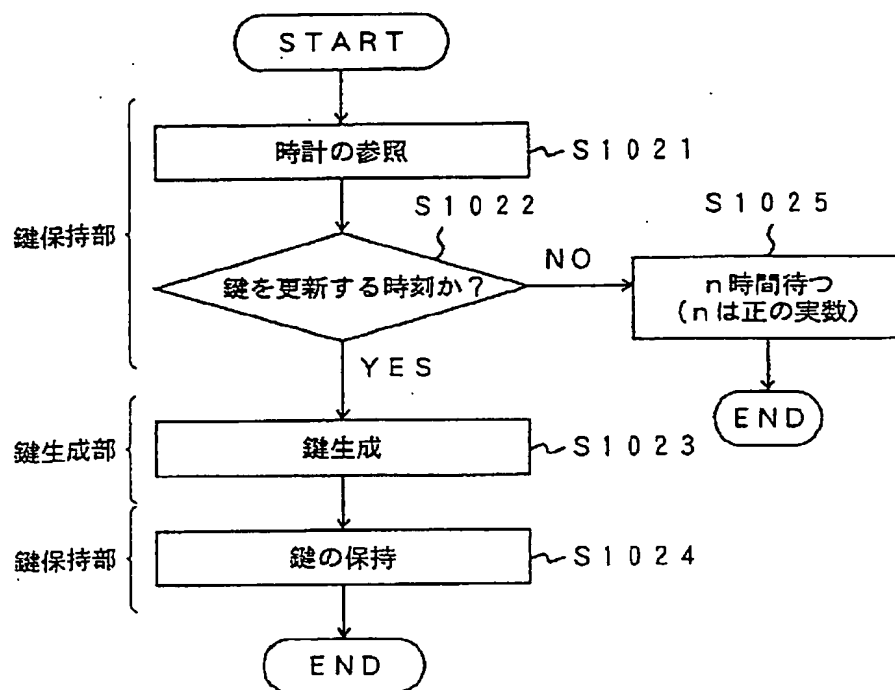 START
時計の参照
S1021
鍵保持部
S1022
鍵を更新する時刻か?
NO
S1025
n時間待つ
(nは正の実数)
END
YES
鍵生成部
鍵生成
S1023
鍵保持部
鍵の保持
S1024
END